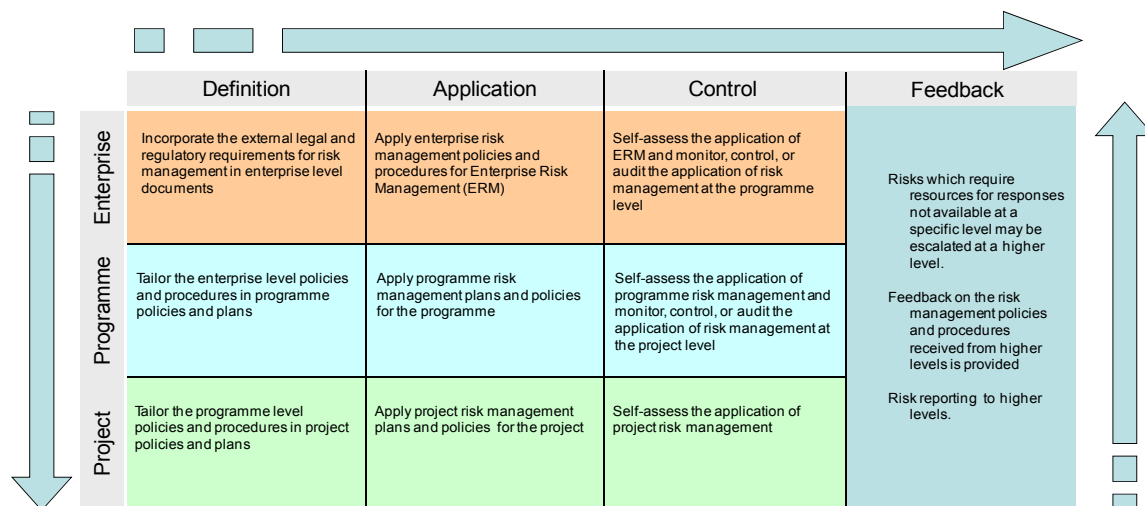 Definition
Application
Control
Feedback
Enterprise
Incorporate the external legal and
regulatory requirements for risk
management in enterprise level
documents
Apply enterprise risk
management policies and
procedures for Enterprise Risk
Management (ERM)
Self-assess the application of
ERM and monitor, control, or
audit the application of risk
management at the programme
level
Programme
Tailor the enterprise level policies
and procedures in programme
policies and plans
Apply programme risk
management plans and policies
for the programme
Self-assess the application of
programme risk management and
monitor, control, or audit the
application of risk management at
the project level
Project
Tailor the programme level
policies and procedures in project
policies and plans
Apply project risk management
plans and policies for the project
Self-assess the application of
project risk management
Risks which require
resources for responses
not available at a
specific level may be
escalated at a higher
level.
Feedback on the risk
management policies
and procedures
received from higher
levels is provided
Risk reporting to higher
levels.